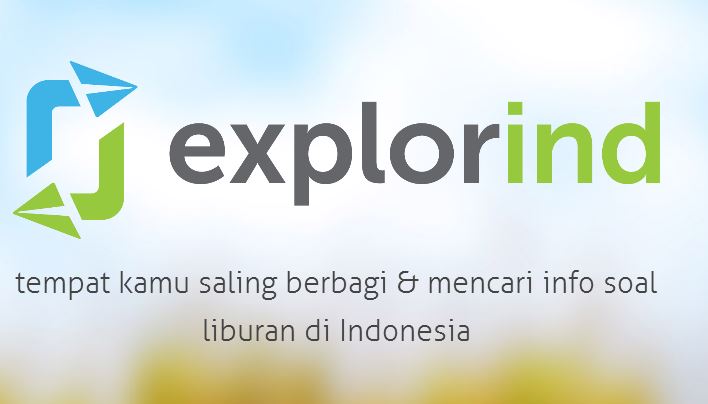 explorind
tempat kamu saling berbagi & mencari info soal
liburan di Indonesia